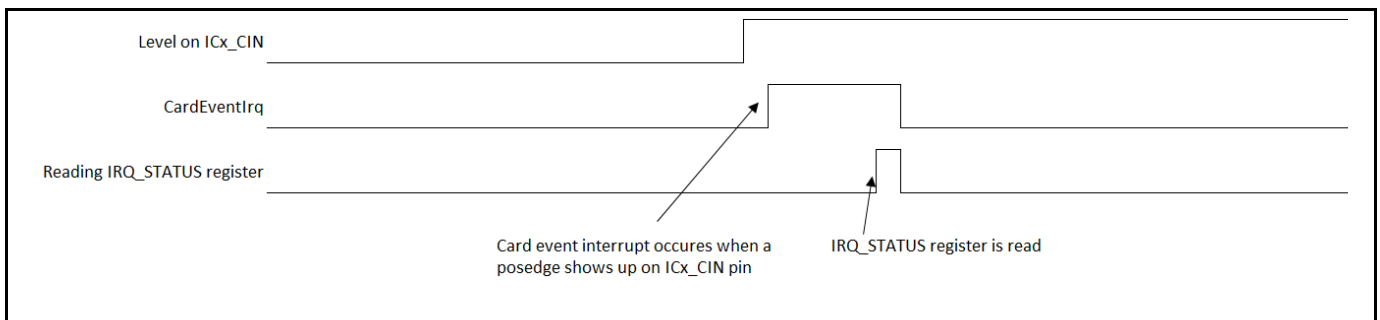 Level on ICx_CIN
CardEventIrq
Reading IRQ_STATUS register
Card event interrupt occures when a
posedge shows up on ICx_CIN pin
IRQ_STATUS register is read